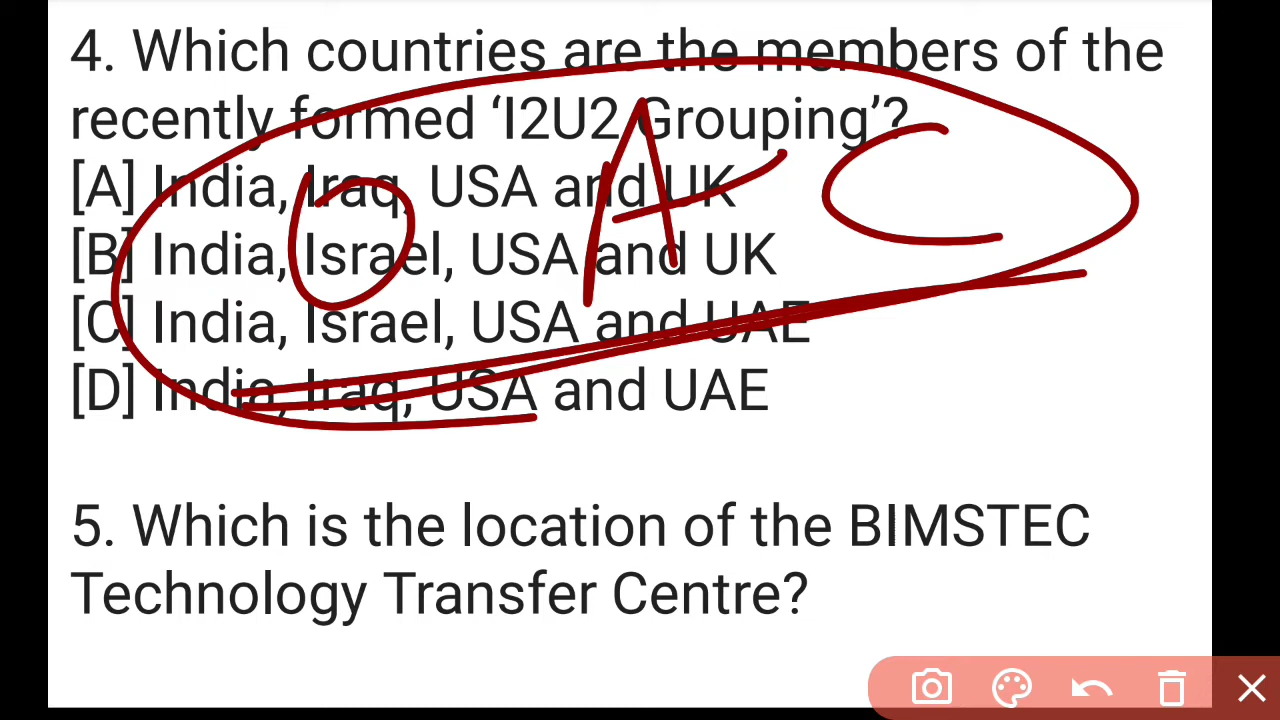 4. Which countries are the members of the
recently formed ‘I2U2 Grouping’?
[A] India, Iraq, USA and UK
[B] India, Israel, USA and UK
[C] India, Israel, USA and UAE
[D] India, Iraq, USA and UAE
5. Which is the location of the BIMSTEC
Technology Transfer Centre?